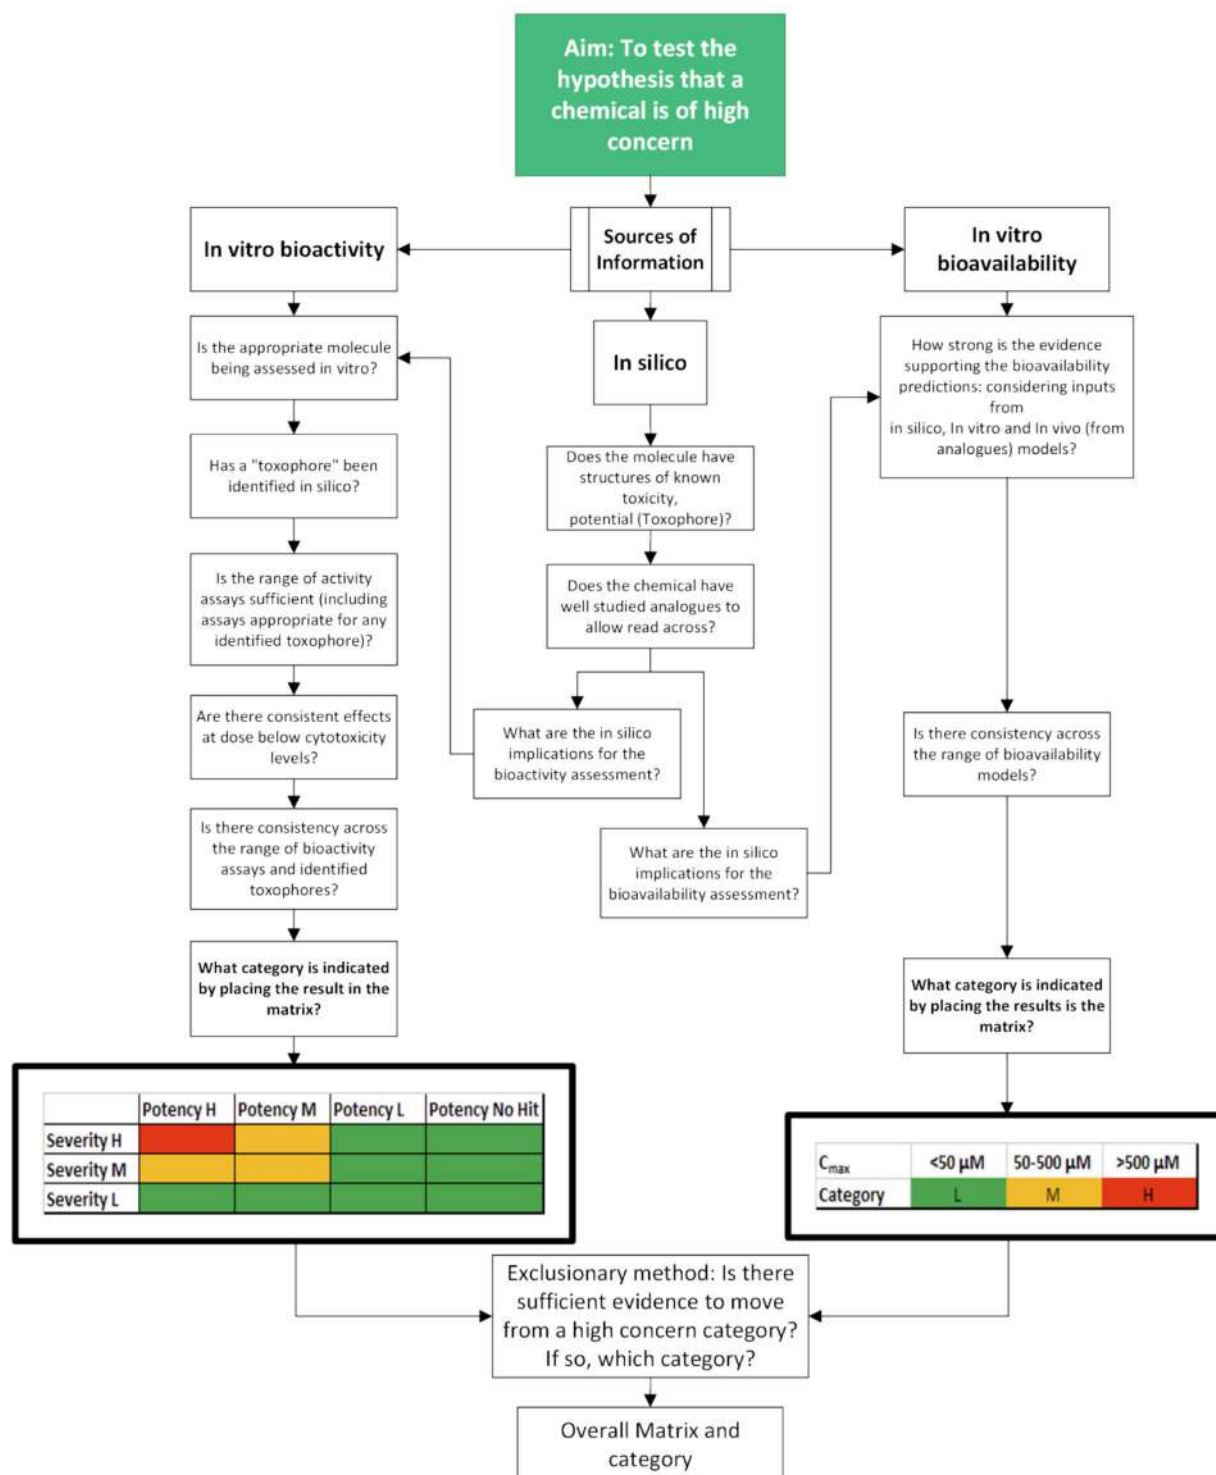 Aim: To test the
hypothesis that a
chemical is of high
concern
In vitro bioactivity
Sources of
Information
In vitro
bioavailability
Is the appropriate molecule
being assessed in vitro?
Has a "toxophore" been
identified in silico?
Is the range of activity
assays sufficient (including
assays appropriate for any
identified toxophore)?
Are there consistent effects
at dose below cytotoxicity
levels?
Is there consistency across
the range of bioactivity
assays and identified
toxophores?
What category is indicated
by placing the result in the
matrix?
In silico
Does the molecule have
structures of known
toxicity,
potential (Toxophore)?
Does the chemical have
well studied analogues to
allow read across?
What are the in silico
implications for the
bioactivity assessment?
What are the in silico
implications for the
bioavailability assessment?
How strong is the evidence
supporting the bioavailability
predictions: considering inputs
from
in silico, In vitro and In vivo (from
analogues) models?
Is there consistency across
the range of bioavailability
models?
What category is indicated
by placing the results is the
matrix?
Potency H Potency M Potency L Potency No Hit
Severity H
Severity M
Severity L
Cmax <50 µM 50-500 µM >500 µM
Category L M H
Exclusionary method: Is there
sufficient evidence to move
from a high concern category?
If so, which category?
Overall Matrix and
category